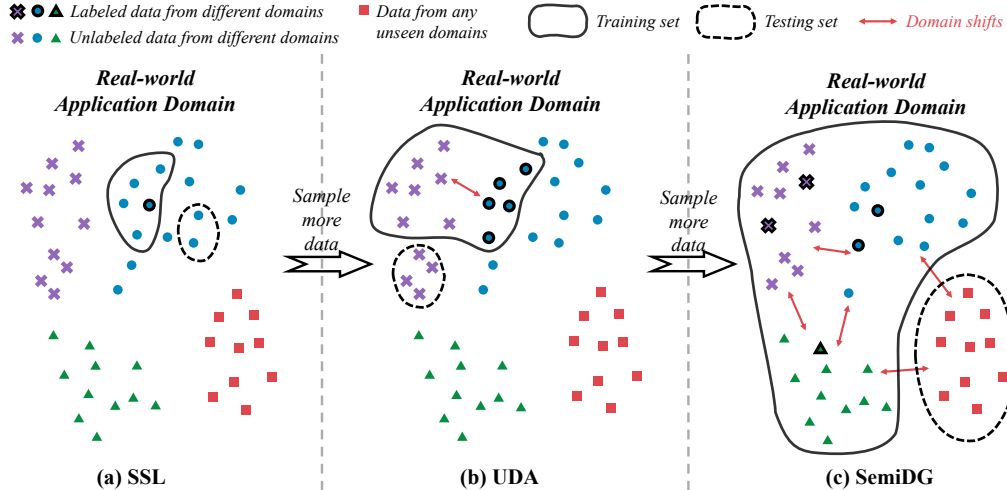 Labeled data from different domains
Unlabeled data from different domains
Data from any
unseen domains
Training set
Testing set
Domain shifts
Real-world
Application Domain
Real-world
Application Domain
Real-world
Application Domain
Sample
more
data
Sample
more
data
(a) SSL
(b) UDA
(c) SemiDG